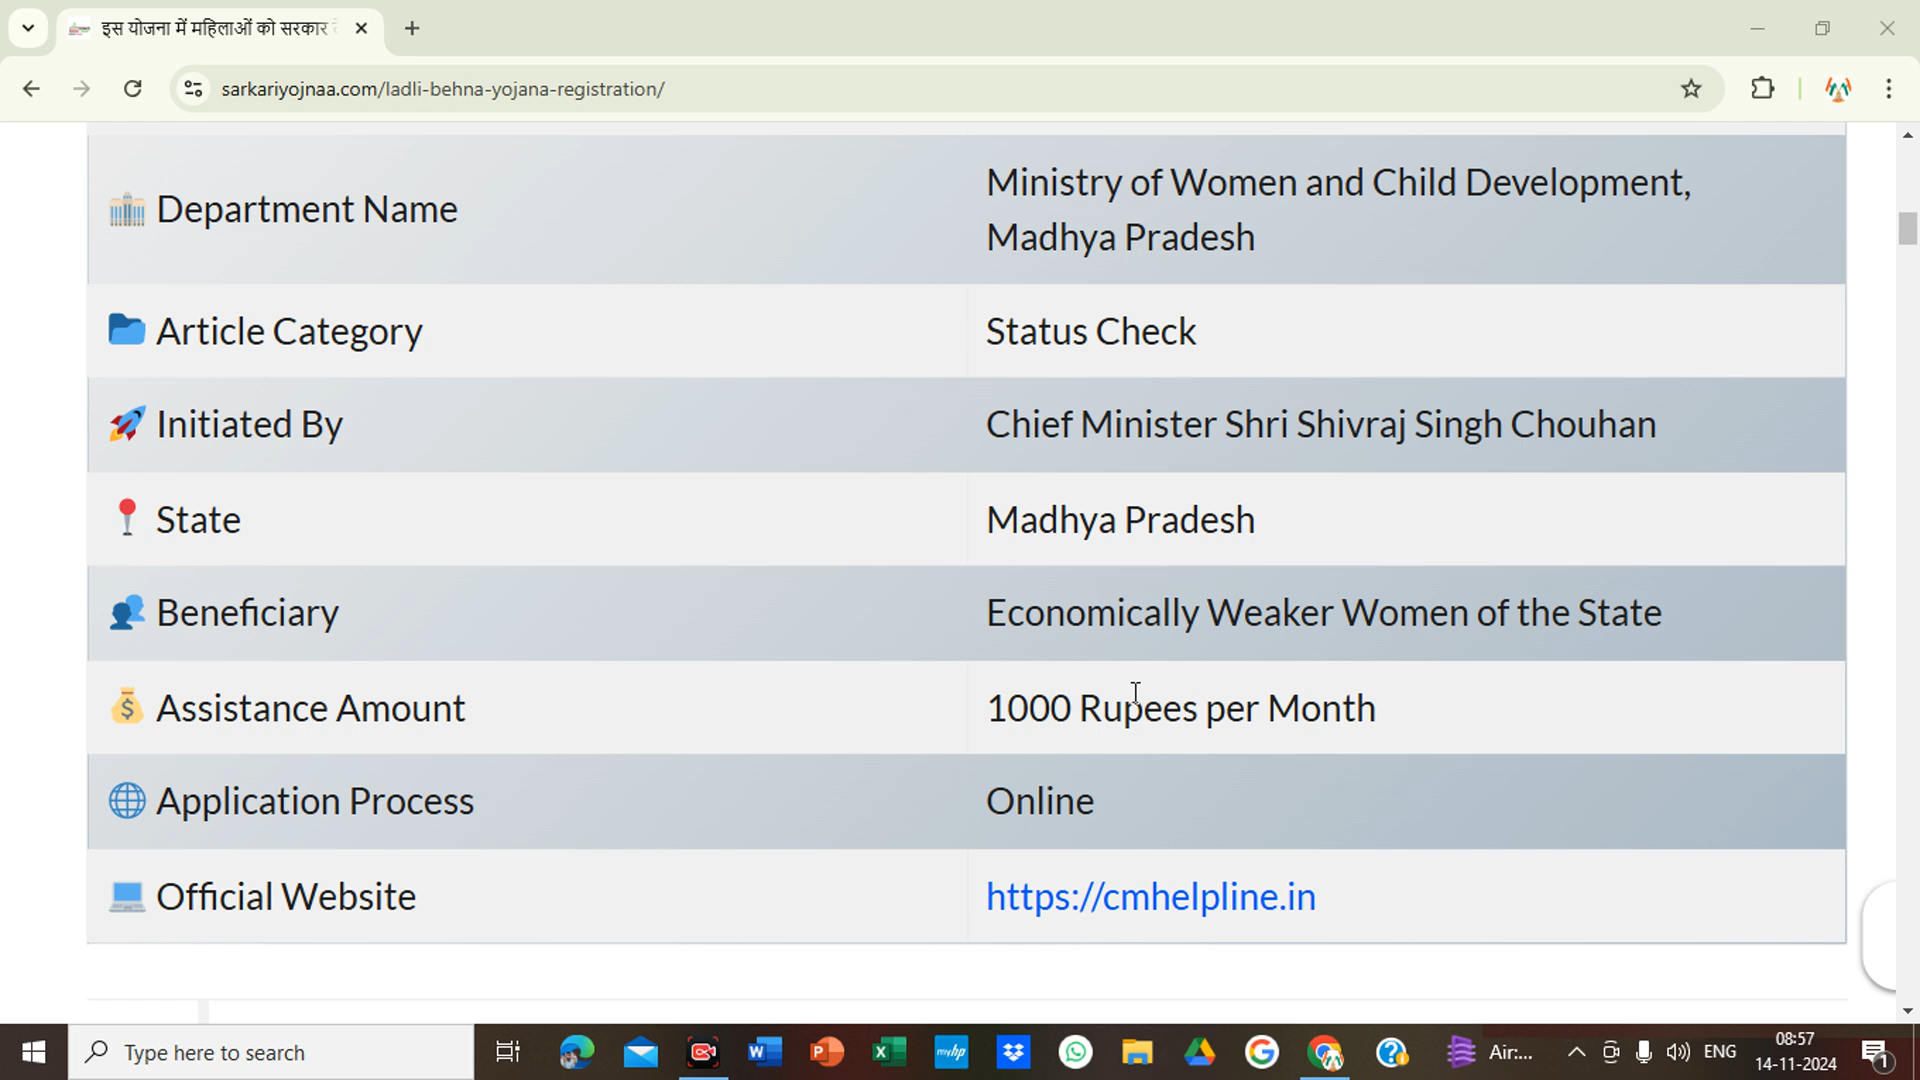 इस योजना में महिलाओं को सरकार दे
sarkariyojnaa.com/ladli-behna-yojana-registration/
Department Name
Ministry of Women and Child Development,
Madhya Pradesh
Article Category
Status Check
Initiated By
Chief Minister Shri Shivraj Singh Chouhan
State
Madhya Pradesh
Beneficiary
Economically Weaker Women of the State
Assistance Amount
1000 Rupees per Month
Application Process
Online
Official Website
https://cmhelpline.in
Type here to search
Air:...
ENG
08:57
14-11-2024
1